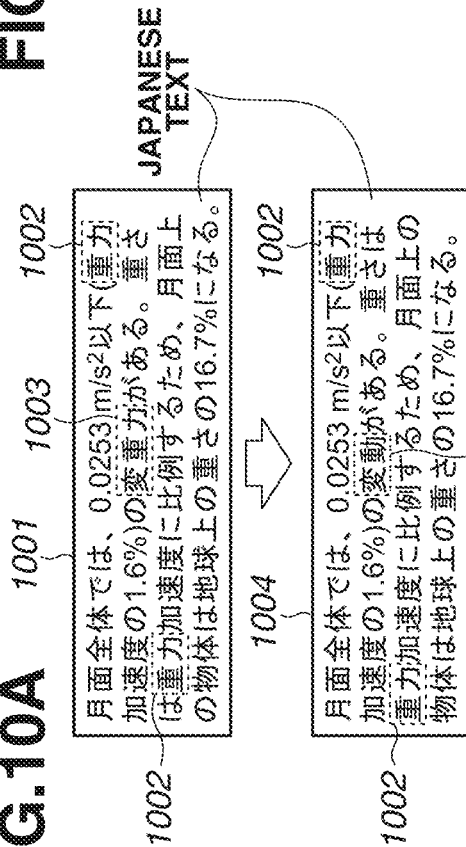 G.10A
1001
1003
1002
月面全体では、0.0253 m/s²以下(重力
加速度の1.6%)の変重力がある。重さ
は重力加速度に比例するため、月面上
の物体は地球上の重さの16.7%になる。
1002
JAPANESE
TEXT
1004
1002
月面全体では、0.0253 m/s²以下(重力
加速度の1.6%)の変動がある。重さは
重力加速度に比例するため、月面上の
物体は地球上の重さの16.7%になる。
1002